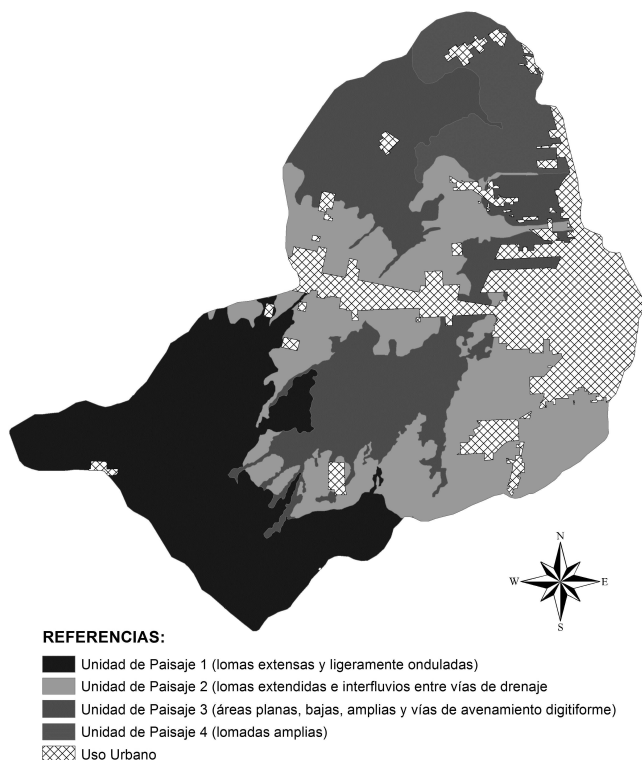 N
W E
S
REFERENCIAS:
Unidad de Paisaje 1 (lomas extensas y ligeramente onduladas)
Unidad de Paisaje 2 (lomas extendidas e interfluvios entre vías de drenaje
Unidad de Paisaje 3 (áreas planas, bajas, amplias y vías de avenamiento digitiforme)
Unidad de Paisaje 4 (lomadas amplias)
Uso Urbano